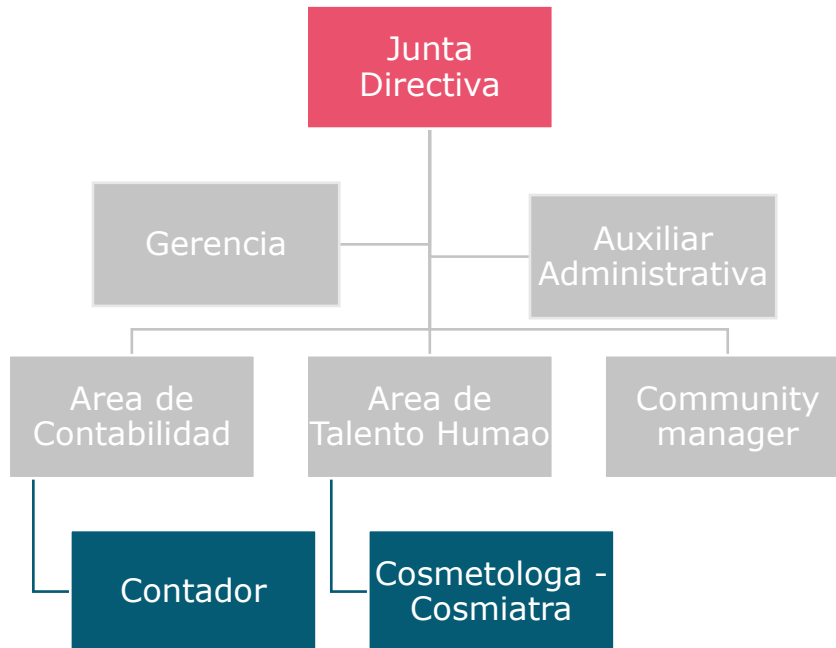 Junta
Directiva
Gerencia
Auxiliar
Administrativa
Area de
Contabilidad
Area de
Talento Humao
Community
manager
Contador
Cosmetologa -
Cosmiatra